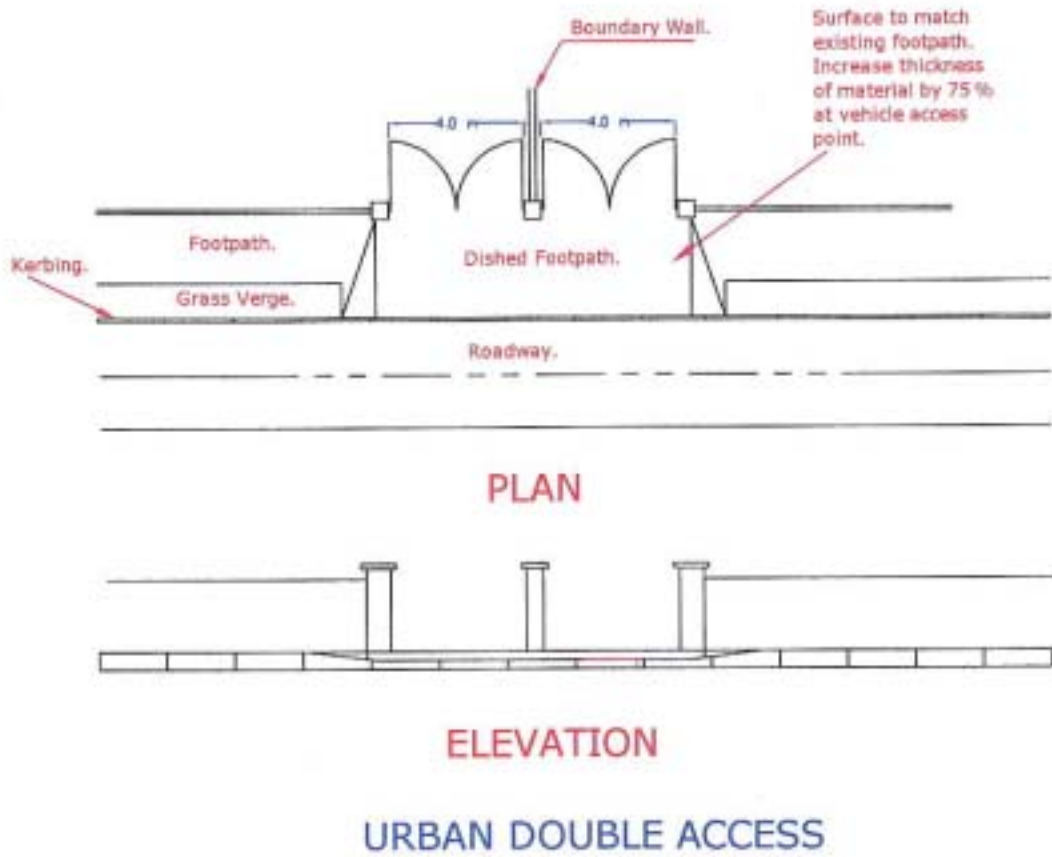 Boundary Wall.
Surface to match
existing footpath.
Increase thickness
of material by 75 %
at vehicle access
point.
4.0 m 4.0 m
Footpath.
Dished Footpath.
Kerbing.
Grass Verge.
Roadway.
PLAN
ELEVATION
URBAN DOUBLE ACCESS